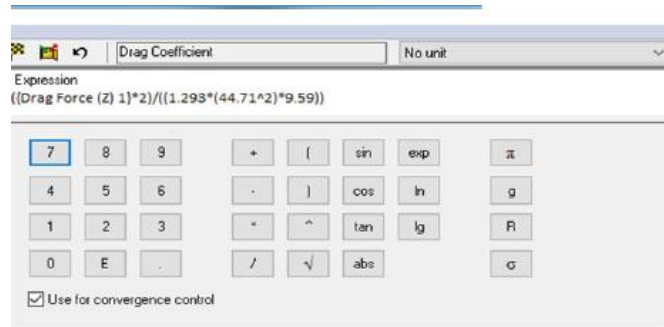 Drag Coefficient No unit
Expression
({Drag Force (Z) 1}*2)/((1.293*(44.71^2)*9.59))
7 8 9 + ( sin exp π
4 5 6 - ) cos ln g
1 2 3 * ^ tan lg R
0 E . / √ abs σ
Use for convergence control